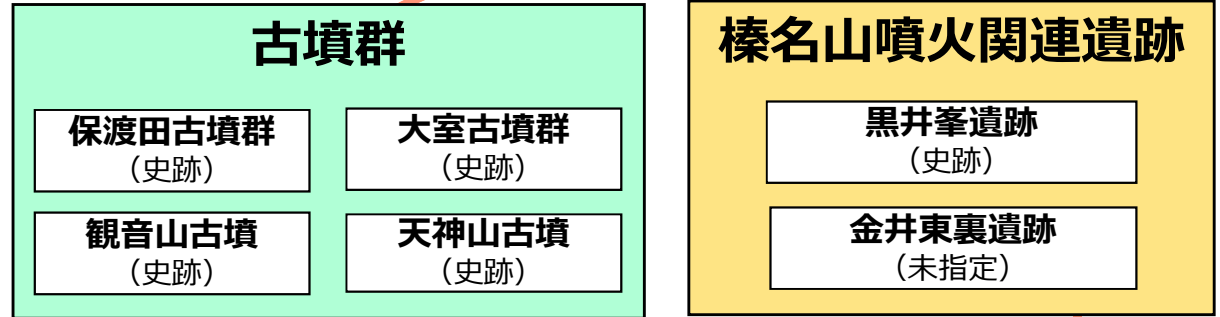 古墳群
保渡田古墳群
（史跡）
大室古墳群
（史跡）
観音山古墳
（史跡）
天神山古墳
（史跡）
榛名山噴火関連遺跡
黒井峯遺跡
（史跡）
金井東裏遺跡
（未指定）